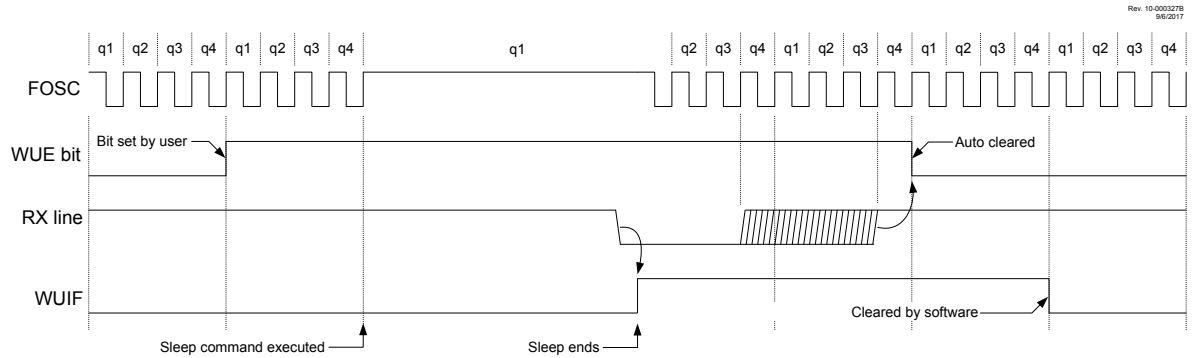 Rev. 10-000327B
9/6/2017
q1 q2 q3 q4 q1 q2 q3 q4 q1 q2 q3 q4 q1 q2 q3 q4 q1 q2 q3 q4 q1 q2 q3 q4
FOSC
Bit set by user
Auto cleared
WUE bit
RX line
WUIF
Cleared by software
Sleep command executed
Sleep ends